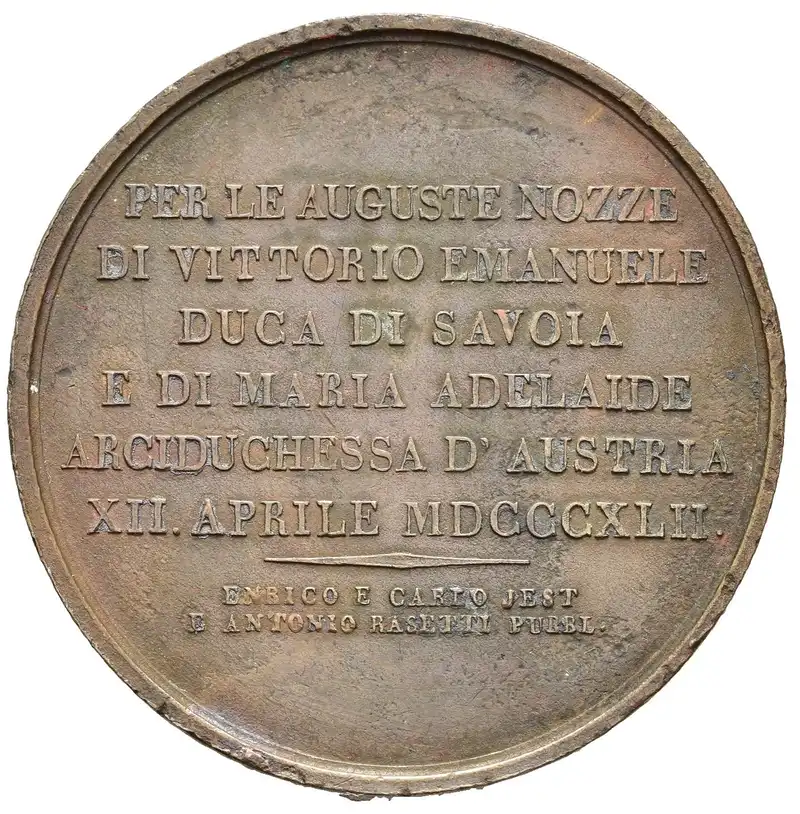 PER LE AUGUSTE NOZZE
DI VITTORIO EMANUELE
DUCA DI SAVOIA
E DI MARIA ADELAIDE
ARCIDUCHESSA D' AUSTRIA
XII. APRILE MDCCCXLII.
ENRICO E CARLO JEST
E ANTONIO RASETTI PUIBL.